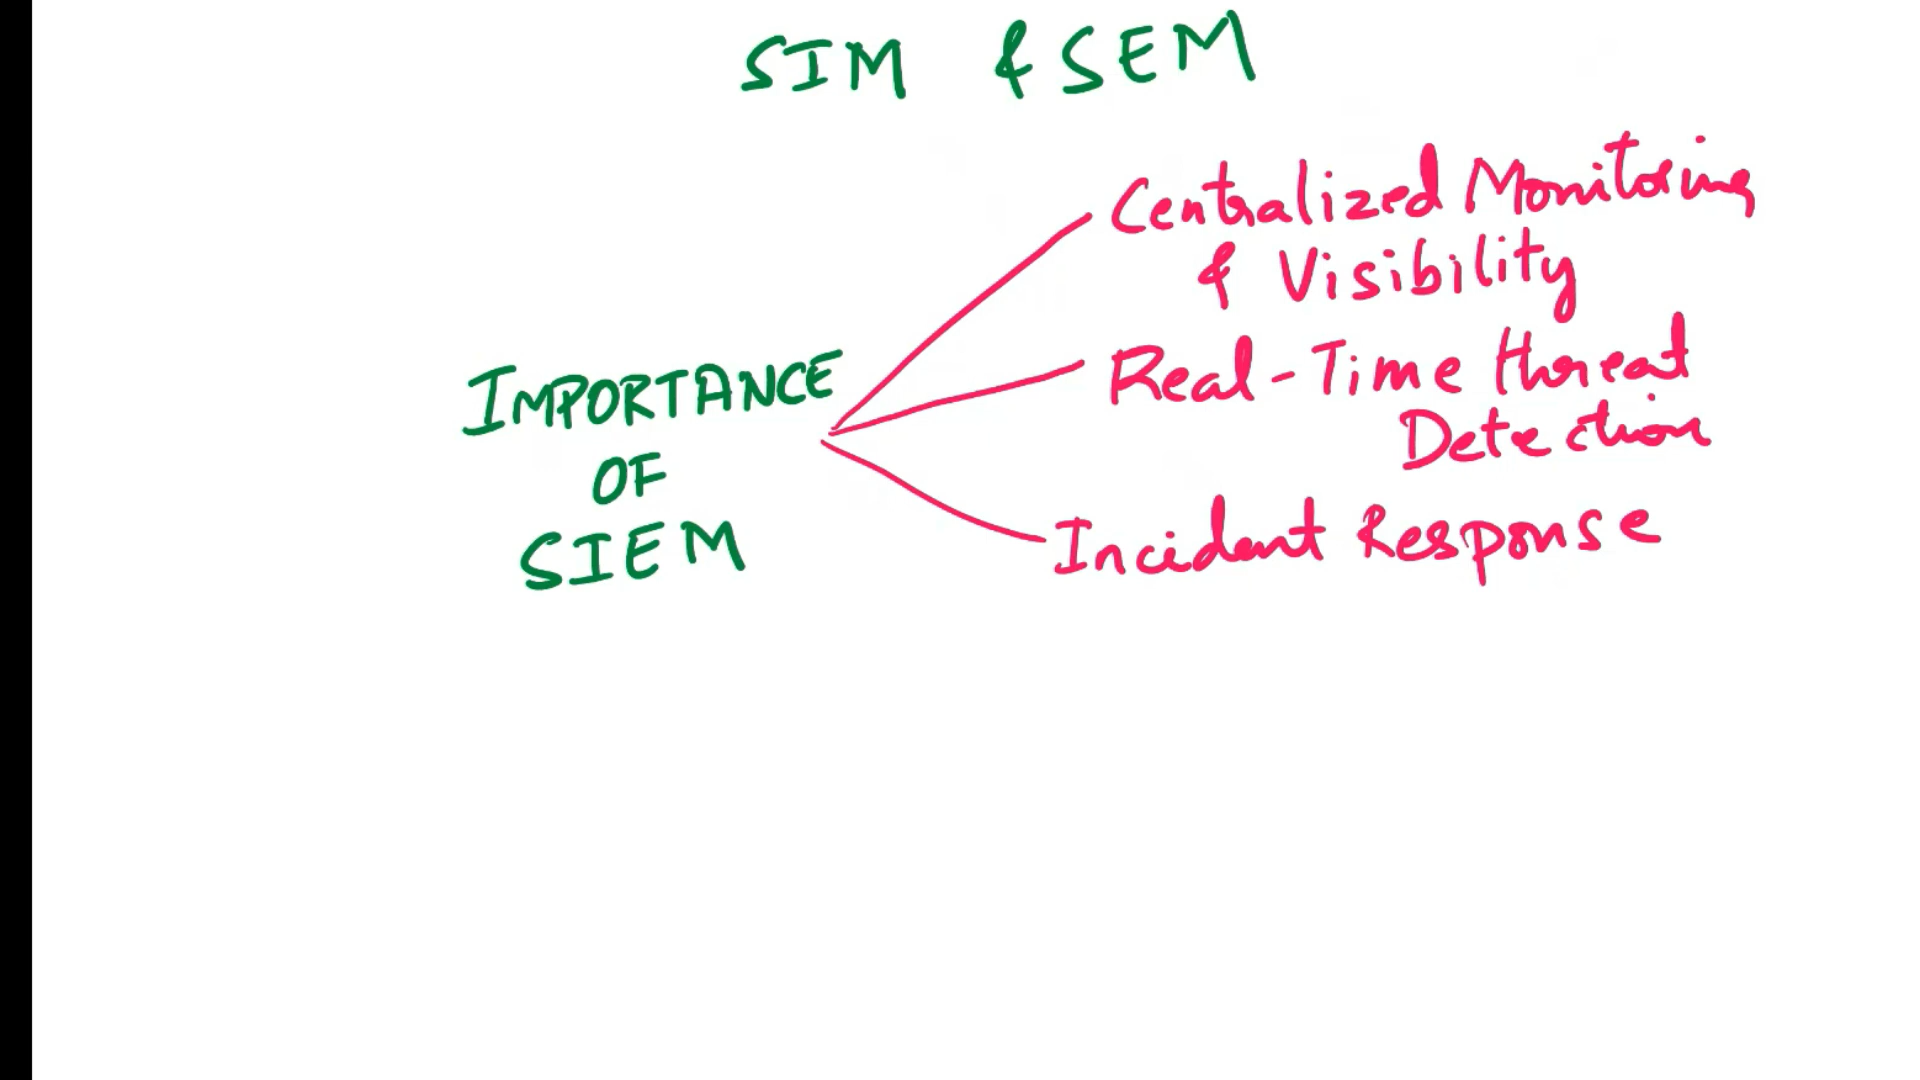 SIM & SEM
Centralized Monitoring
& Visibility
IMPORTANCE
OF
SIEM
Real-Time threat
Detection
Incident Response